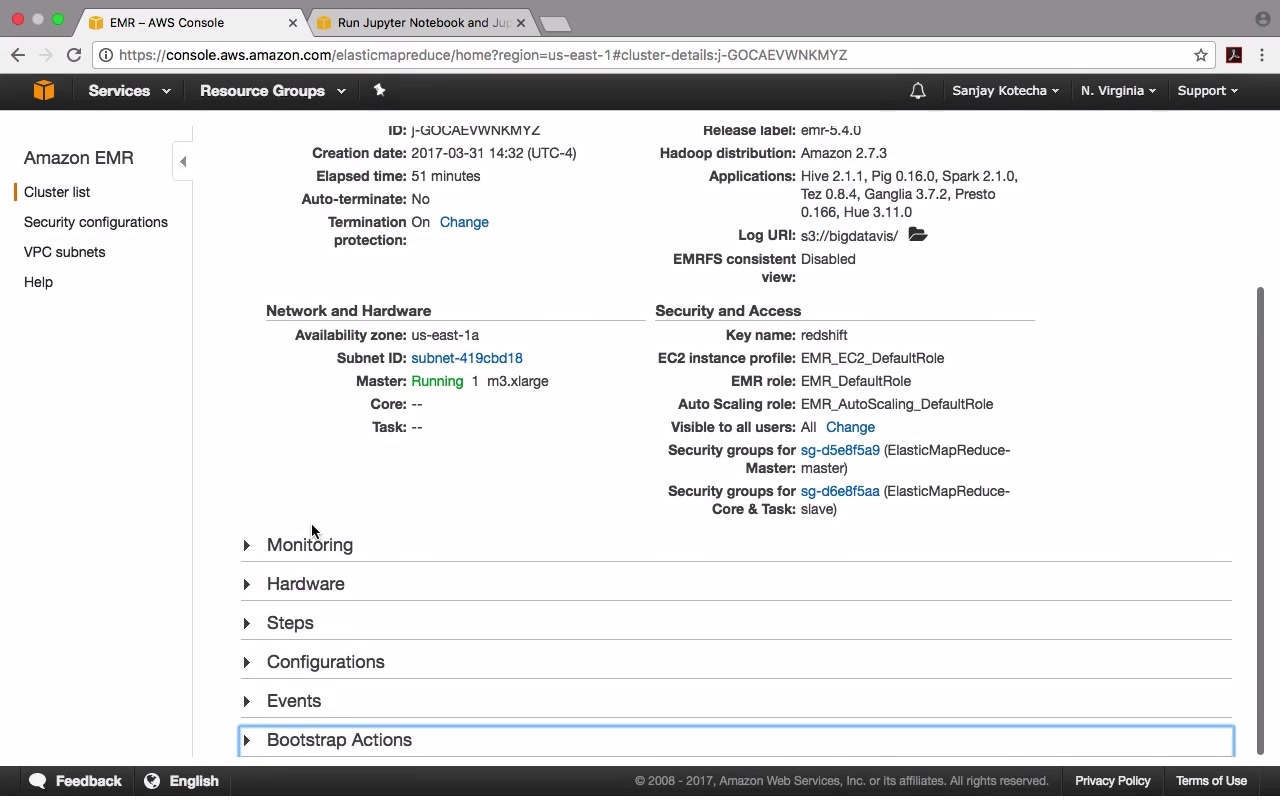 EMR – AWS Console
Run Jupyter Notebook and Jup
https://console.aws.amazon.com/elasticmapreduce/home?region=us-east-1#cluster-details:j-GOCAEVWNKMYZ
Services
Resource Groups
Sanjay Kotecha
N. Virginia
Support
Amazon EMR
Cluster list
Security configurations
VPC subnets
Help
ID: j-GOCAEVWNKMYZ
Creation date: 2017-03-31 14:32 (UTC-4)
Elapsed time: 51 minutes
Auto-terminate: No
Termination On Change
protection:
Release label: emr-5.4.0
Hadoop distribution: Amazon 2.7.3
Applications: Hive 2.1.1, Pig 0.16.0, Spark 2.1.0,
Tez 0.8.4, Ganglia 3.7.2, Presto
0.166, Hue 3.11.0
Log URI: s3://bigdatavis/
EMRFS consistent Disabled
view:
Network and Hardware
Availability zone: us-east-1a
Subnet ID: subnet-419cbd18
Master: Running 1 m3.xlarge
Core: --
Task: --
Security and Access
Key name: redshift
EC2 instance profile: EMR_EC2_DefaultRole
EMR role: EMR_DefaultRole
Auto Scaling role: EMR_AutoScaling_DefaultRole
Visible to all users: All Change
Security groups for sg-d5e8f5a9 (ElasticMapReduce-
Master: master)
Security groups for sg-d6e8f5aa (ElasticMapReduce-
Core & Task: slave)
Monitoring
Hardware
Steps
Configurations
Events
Bootstrap Actions
Feedback
English
© 2008 - 2017, Amazon Web Services, Inc. or its affiliates. All rights reserved.
Privacy Policy
Terms of Use